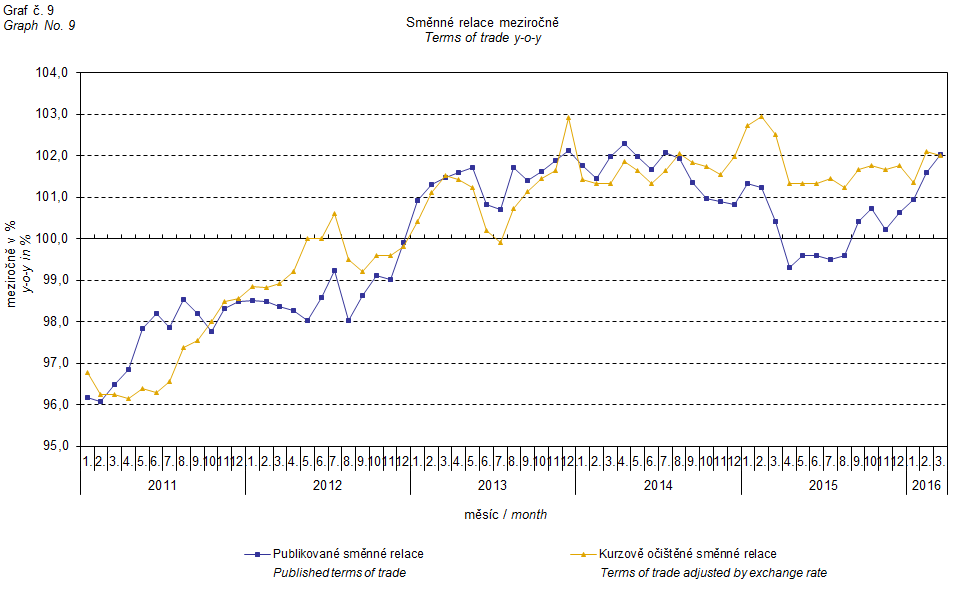 Graf č. 9
Graph No. 9
Směnné relace meziročně
Terms of trade y-o-y
meziročně v %
y-o-y in %
104,0
103,0
102,0
101,0
100,0
99,0
98,0
97,0
96,0
95,0
1. 2. 3. 4. 5. 6. 7. 8. 9. 10 11 12 1. 2. 3. 4. 5. 6. 7. 8. 9. 10 11 12 1. 2. 3. 4. 5. 6. 7. 8. 9. 10 11 12. 1. 2. 3. 4. 5. 6. 7. 8. 9. 10 11 12 1. 2. 3. 4. 5. 6. 7. 8. 9. 10 11 12 1. 2. 3.
2011 2012 2013 2014 2015 2016
měsíc / month
Publikované směnné relace Kurzově očištěné směnné relace
Published terms of trade Terms of trade adjusted by exchange rate